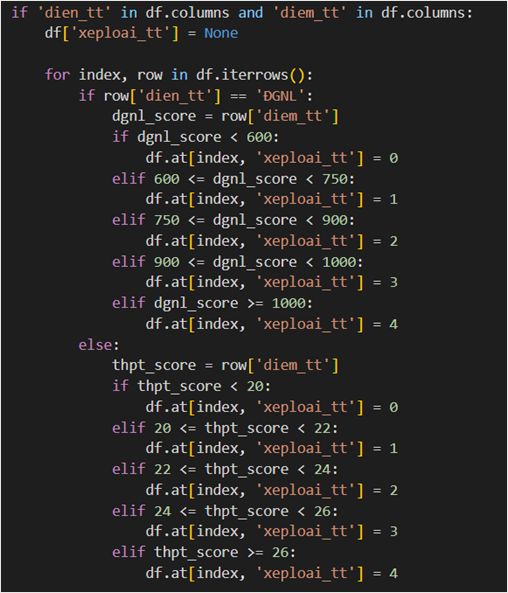 if 'dien_tt' in df.columns and 'diem_tt' in df.columns:
    df['xeploai_tt'] = None

    for index, row in df.iterrows():
        if row['dien_tt'] == 'ĐGNL':
            dgnl_score = row['diem_tt']
            if dgnl_score < 600:
                df.at[index, 'xeploai_tt'] = 0
            elif 600 <= dgnl_score < 750:
                df.at[index, 'xeploai_tt'] = 1
            elif 750 <= dgnl_score < 900:
                df.at[index, 'xeploai_tt'] = 2
            elif 900 <= dgnl_score < 1000:
                df.at[index, 'xeploai_tt'] = 3
            elif dgnl_score >= 1000:
                df.at[index, 'xeploai_tt'] = 4
        else:
            thpt_score = row['diem_tt']
            if thpt_score < 20:
                df.at[index, 'xeploai_tt'] = 0
            elif 20 <= thpt_score < 22:
                df.at[index, 'xeploai_tt'] = 1
            elif 22 <= thpt_score < 24:
                df.at[index, 'xeploai_tt'] = 2
            elif 24 <= thpt_score < 26:
                df.at[index, 'xeploai_tt'] = 3
            elif thpt_score >= 26:
                df.at[index, 'xeploai_tt'] = 4